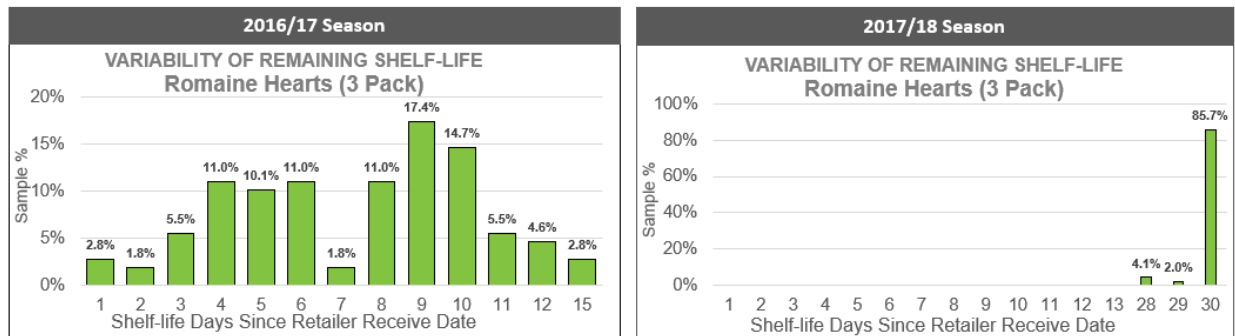 2016/17 Season
VARIABILITY OF REMAINING SHELF-LIFE
Romaine Hearts (3 Pack)
Sample %
20%
15%
10%
5%
0%
2.8%
1.8%
5.5%
11.0%
10.1%
11.0%
1.8%
11.0%
17.4%
14.7%
5.5%
4.6%
2.8%
1 2 3 4 5 6 7 8 9 10 11 12 15
Shelf-life Days Since Retailer Receive Date
2017/18 Season
VARIABILITY OF REMAINING SHELF-LIFE
Romaine Hearts (3 Pack)
Sample %
100%
80%
60%
40%
20%
0%
4.1%
2.0%
85.7%
1 2 3 4 5 6 7 8 9 10 11 12 13 28 29 30
Shelf-life Days Since Retailer Receive Date